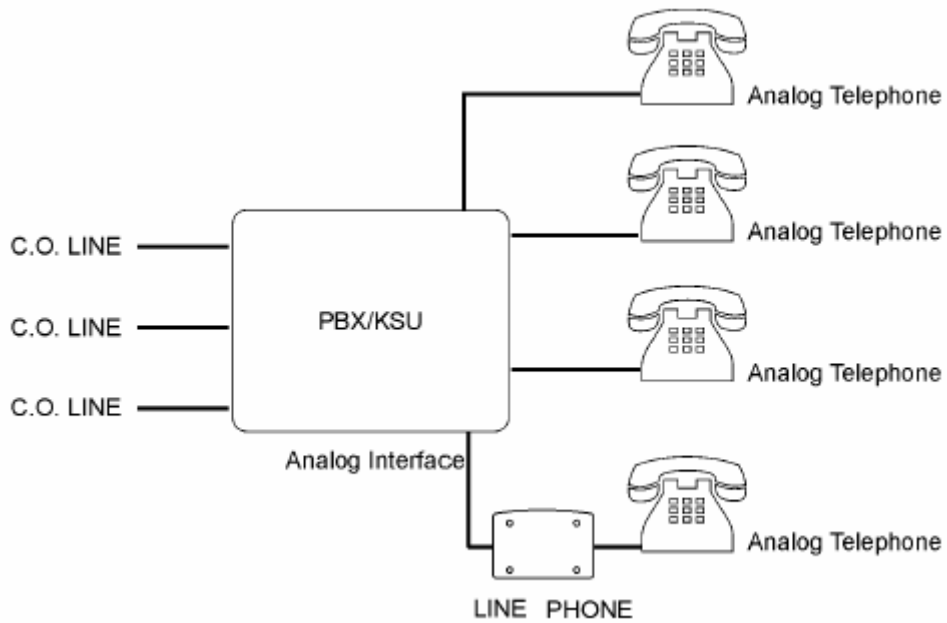 Analog Telephone
Analog Telephone
C.O. LINE
PBX/KSU
C.O. LINE
Analog Telephone
C.O. LINE
Analog Interface
Analog Telephone
LINE PHONE